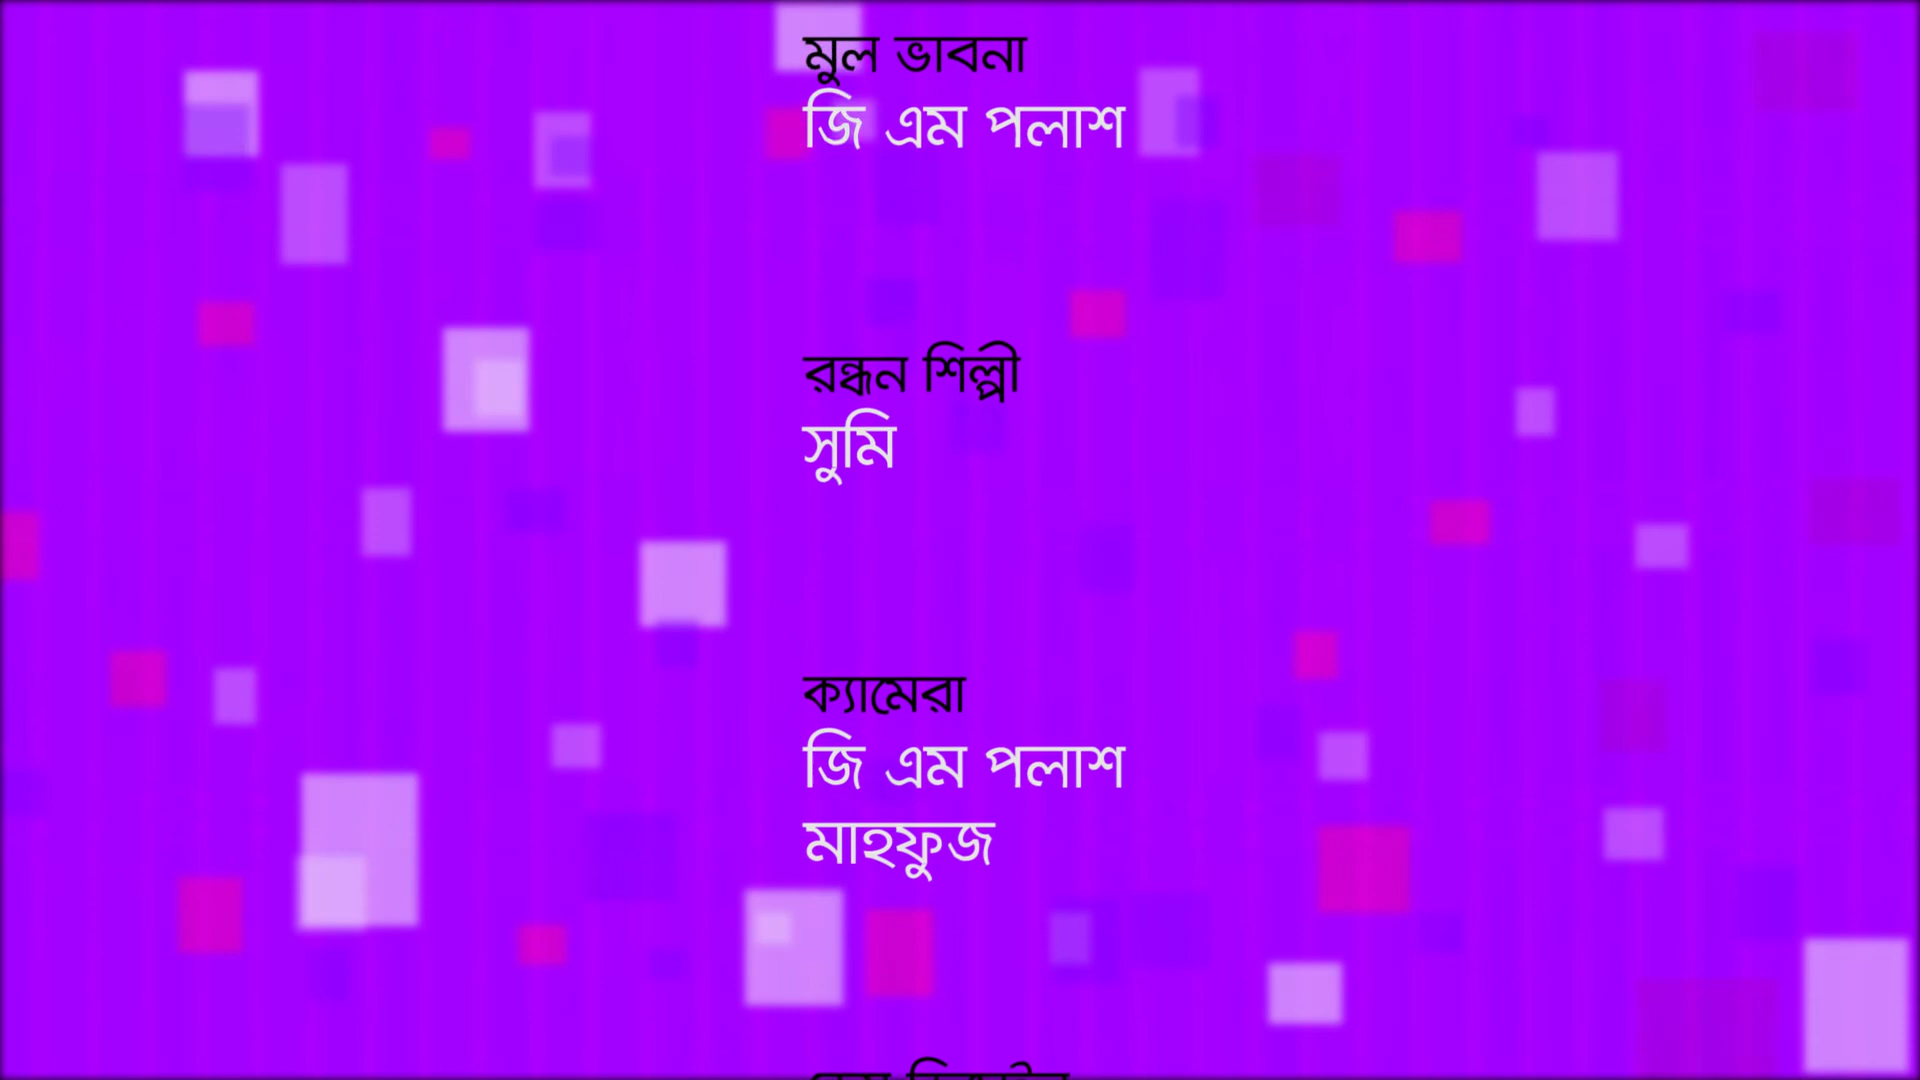 মুল ভাবনা
জি এম পলাশ
রন্ধন শিল্পী
সুমি
ক্যামেরা
জি এম পলাশ
মাহফুজ